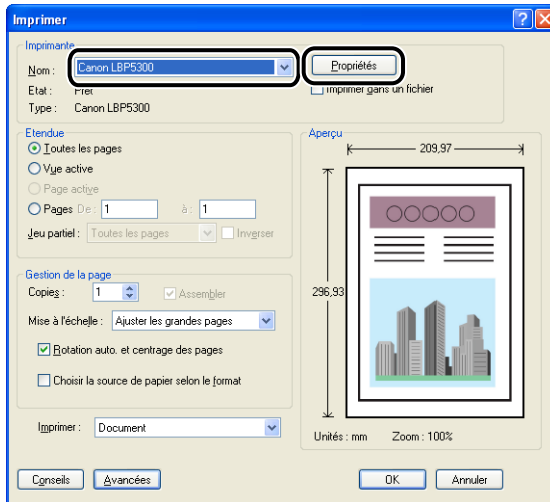 Imprimer
Imprimante
Nom : Canon LBP5300 Propriétés
Etat : Prêt Imprimer dans un fichier
Type : Canon LBP5300
Etendue
Toutes les pages
Vue active
Page active
Pages De : 1 à : 1
Jeu partiel : Toutes les pages Inverser
Aperçu
209,97
296,93
Gestion de la page
Copies : 1 Assembler
Mise à l'échelle : Ajuster les grandes pages
Rotation auto. et centrage des pages
Choisir la source de papier selon le format
Imprimer : Document
Unités : mm Zoom : 100%
Conseils Avancées OK Annuler